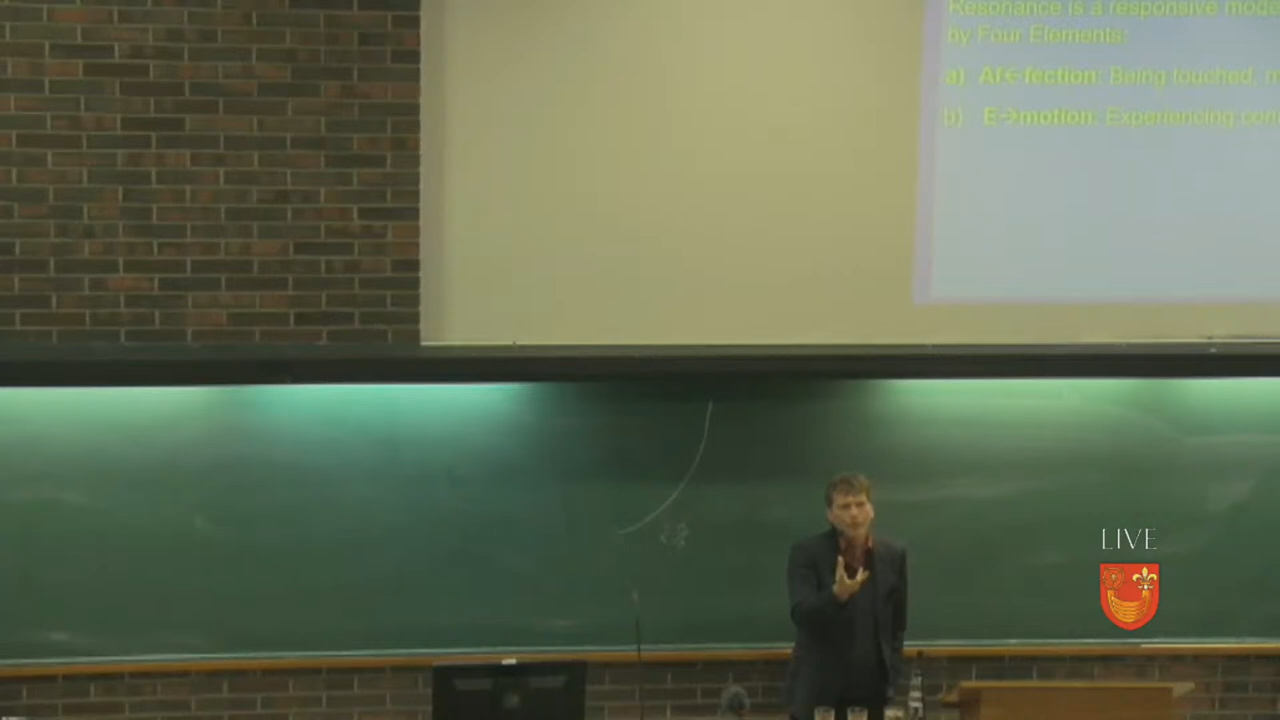 Resonance is a responsive mode
by Four Elements:
a) Af<-fection: Being touched,
b) E->motion: Experiencing
LIVE